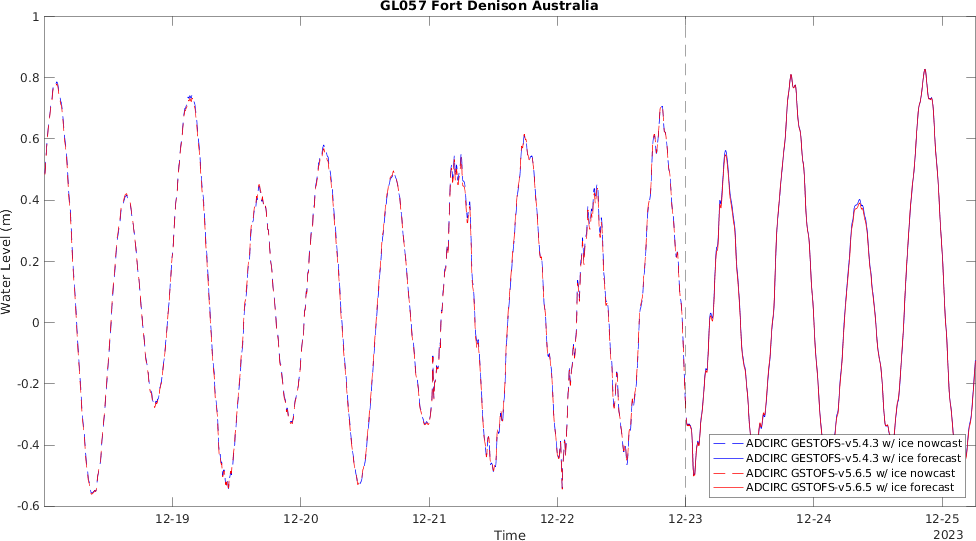 GL057 Fort Denison Australia
1
0.8
0.6
0.4
0.2
0
-0.2
-0.4
-0.6
Water Level (m)
12-19
12-20
12-21
12-22
12-23
12-24
12-25
2023
Time
ADCIRC GESTOFS-v5.4.3 w/ ice nowcast
ADCIRC GESTOFS-v5.4.3 w/ ice forecast
ADCIRC GSTOFS-v5.6.5 w/ ice nowcast
ADCIRC GSTOFS-v5.6.5 w/ ice forecast